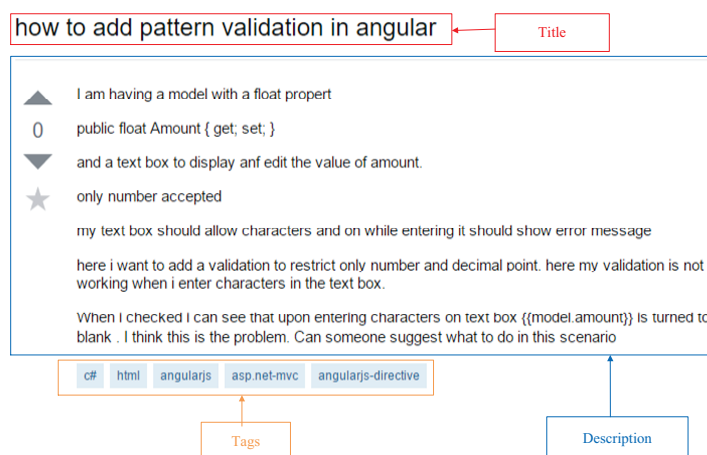 how to add pattern validation in angular
Title
I am having a model with a float propert
0
public float Amount { get; set; }
and a text box to display anf edit the value of amount.
only number accepted
my text box should allow characters and on while entering it should show error message
here i want to add a validation to restrict only number and decimal point. here my validation is not
working when i enter characters in the text box.
When I checked I can see that upon entering characters on text box {{model.amount}} is turned to
blank . I think this is the problem. Can someone suggest what to do in this scenario
c# html angularjs asp.net-mvc angularjs-directive
Tags
Description